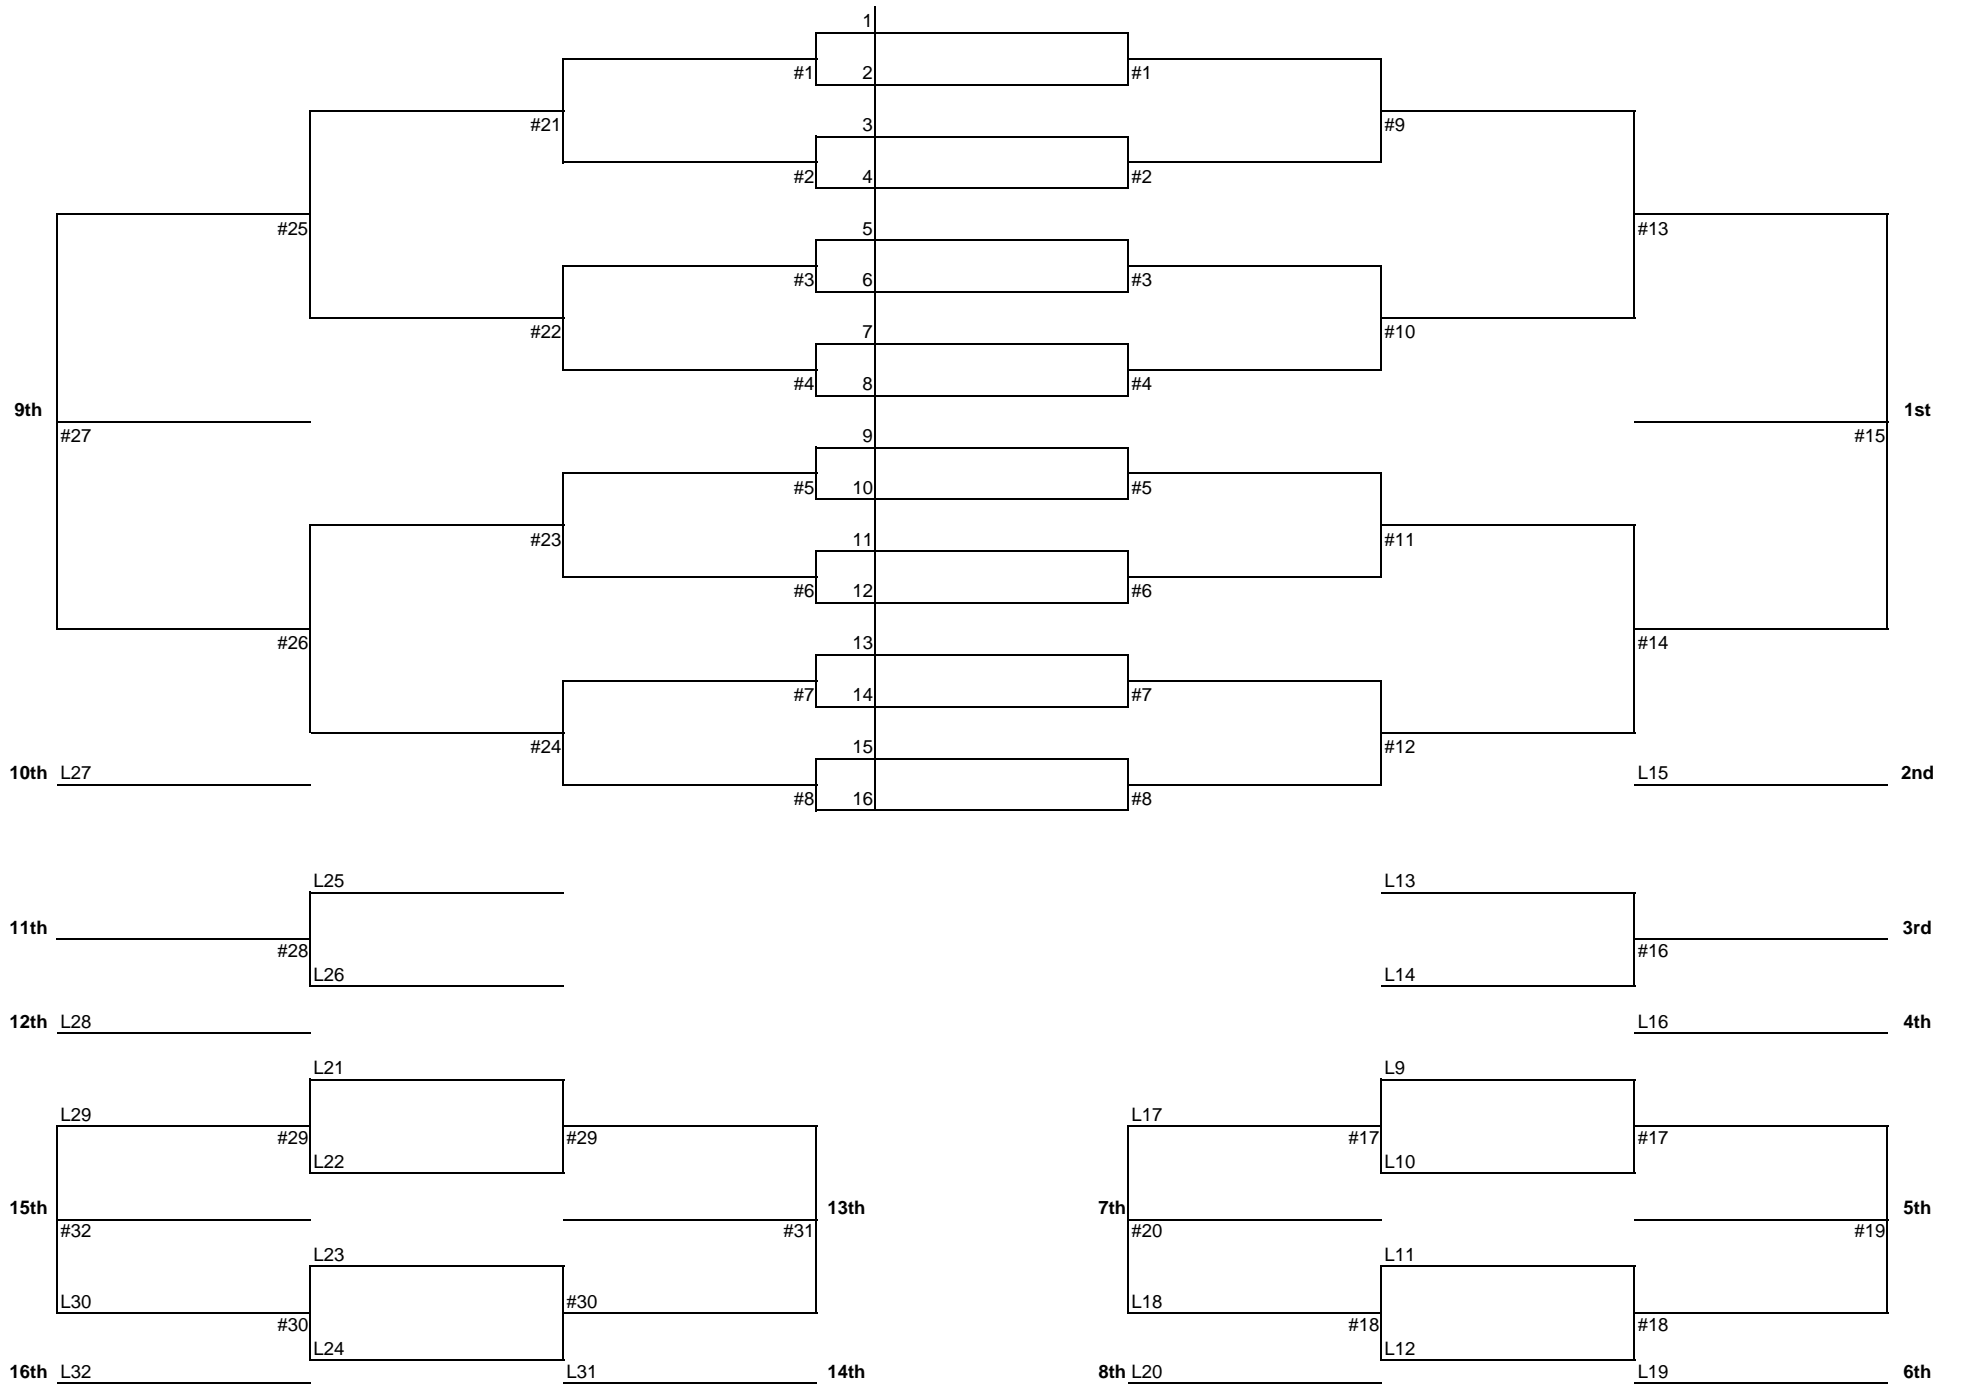 1
#1 2 #1
#21 3 #9
#2 4 #2
#25 5 #13
#3 6 #3
#22 7 #10
#4 8 #4
9th 1st
#27 9 #15
#5 10 #5
#23 11 #11
#6 12 #6
#26 13 #14
#7 14 #7
#24 15 #12
10th L27 L15 2nd
#8 16 #8
L25 L13
11th 3rd
#28 #16
L26 L14
12th L28 L16 4th
L21 L9
L29 L17
#29 #29 #17 #17
L22 L10
15th 13th 7th 5th
#32 #31 #20 #19
L23 L11
L30 #30 L18
#30 #18 #18
L24 L12
16th L32 L31 14th 8th L20 L19 6th